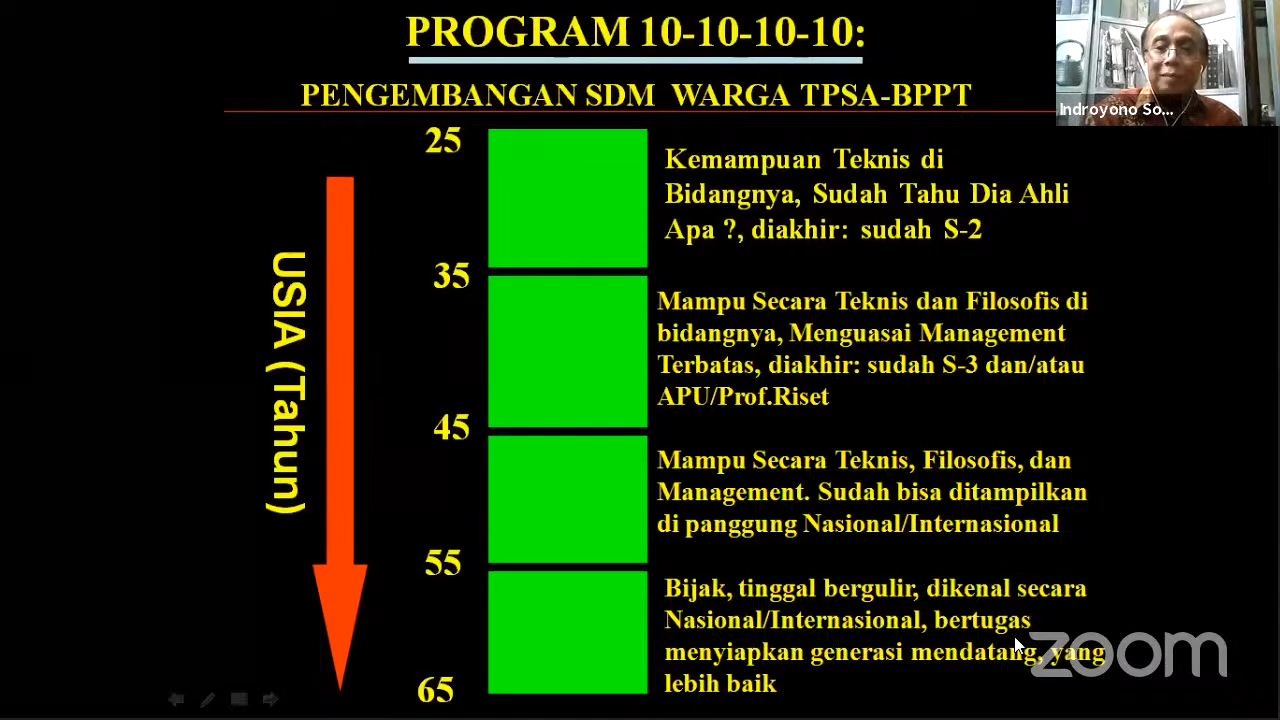 PROGRAM 10-10-10-10:
PENGEMBANGAN SDM WARGA TPSA-BPPT
Indroyono So...
USIA (Tahun)
25
Kemampuan Teknis di
Bidangnya, Sudah Tahu Dia Ahli
Apa ?, diakhir: sudah S-2
35
Mampu Secara Teknis dan Filosofis di
bidangnya, Menguasai Management
Terbatas, diakhir: sudah S-3 dan/atau
APU/Prof.Riset
45
Mampu Secara Teknis, Filosofis, dan
Management. Sudah bisa ditampilkan
di panggung Nasional/Internasional
55
Bijak, tinggal bergulir, dikenal secara
Nasional/Internasional, bertugas
menyiapkan generasi mendatang, yang
lebih baik
65
zoom